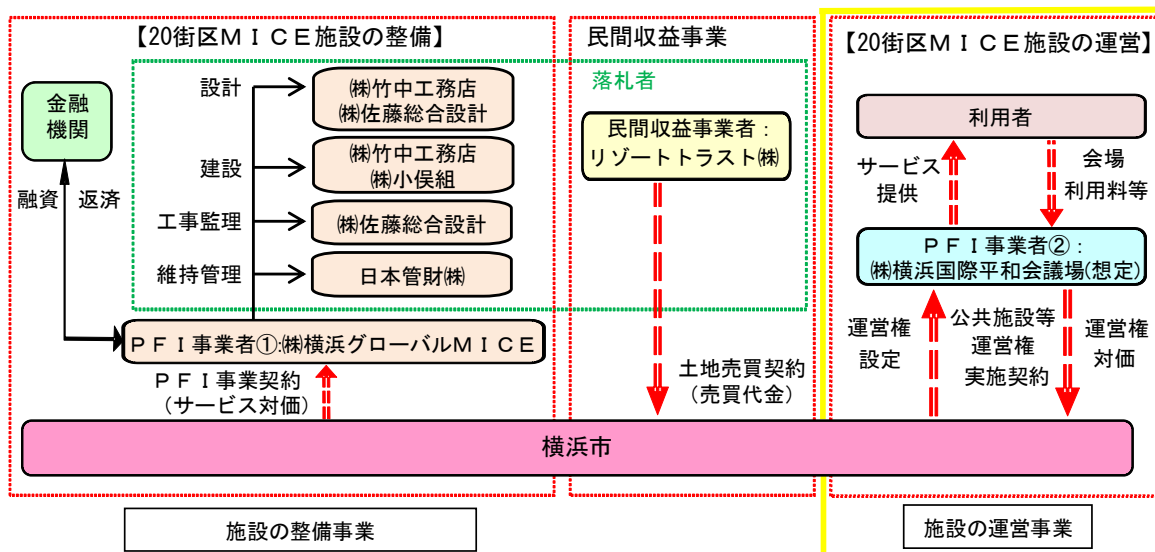 【20街区ＭＩＣＥ施設の整備】
金融
機関
融資
返済
設計
㈱竹中工務店
㈱佐藤総合設計
建設
㈱竹中工務店
㈱小俣組
工事監理
㈱佐藤総合設計
維持管理
日本管財㈱
ＰＦＩ事業者①:㈱横浜グローバルＭＩＣＥ
ＰＦＩ事業契約
（サービス対価）
民間収益事業
落札者
民間収益事業者：
リゾートトラスト㈱
土地売買契約
（売買代金）
【20街区ＭＩＣＥ施設の運営】
利用者
サービス
提供
会場
利用料等
ＰＦＩ事業者②：
㈱横浜国際平和会議場(想定)
運営権
設定
公共施設等
運営権
実施契約
運営権
対価
横浜市
施設の整備事業
施設の運営事業